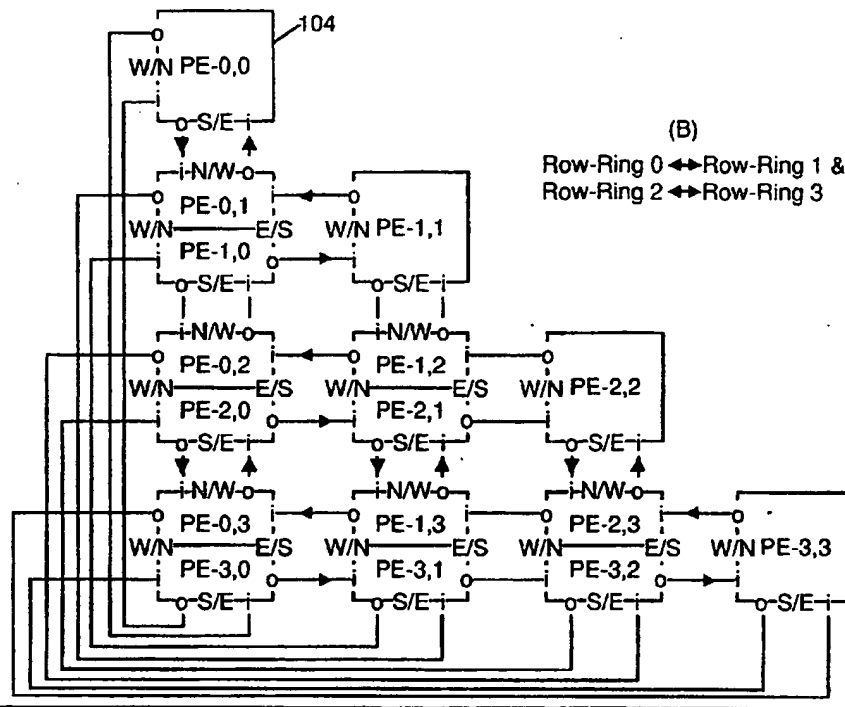 104
o
W/N PE-0,0
i
o S/E i
(B)
Row-Ring 0 ↔ Row-Ring 1 &
Row-Ring 2 ↔ Row-Ring 3
i N/W o
o PE-0,1 i o
W/N E/S W/N PE-1,1
i PE-1,0 o i
o S/E i o S/E i
i N/W o i N/W o
o PE-0,2 i o PE-1,2 i o
W/N E/S W/N E/S W/N PE-2,2
i PE-2,0 o i PE-2,1 o i
o S/E i o S/E i o S/E i
i N/W o i N/W o i N/W o
o PE-0,3 i o PE-1,3 i o PE-2,3 i o
W/N E/S W/N E/S W/N E/S W/N PE-3,3
i PE-3,0 o i PE-3,1 o i PE-3,2 o i
o S/E i o S/E i o S/E i o S/E i